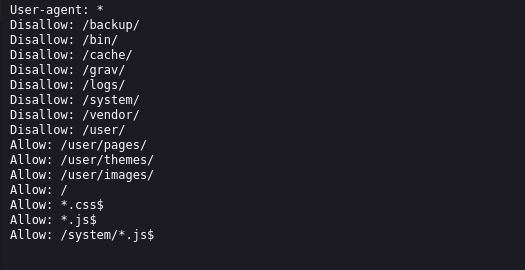 User-agent: *
Disallow: /backup/
Disallow: /bin/
Disallow: /cache/
Disallow: /grav/
Disallow: /logs/
Disallow: /system/
Disallow: /vendor/
Disallow: /user/
Allow: /user/pages/
Allow: /user/themes/
Allow: /user/images/
Allow: /
Allow: *.css$
Allow: *.js$
Allow: /system/*.js$